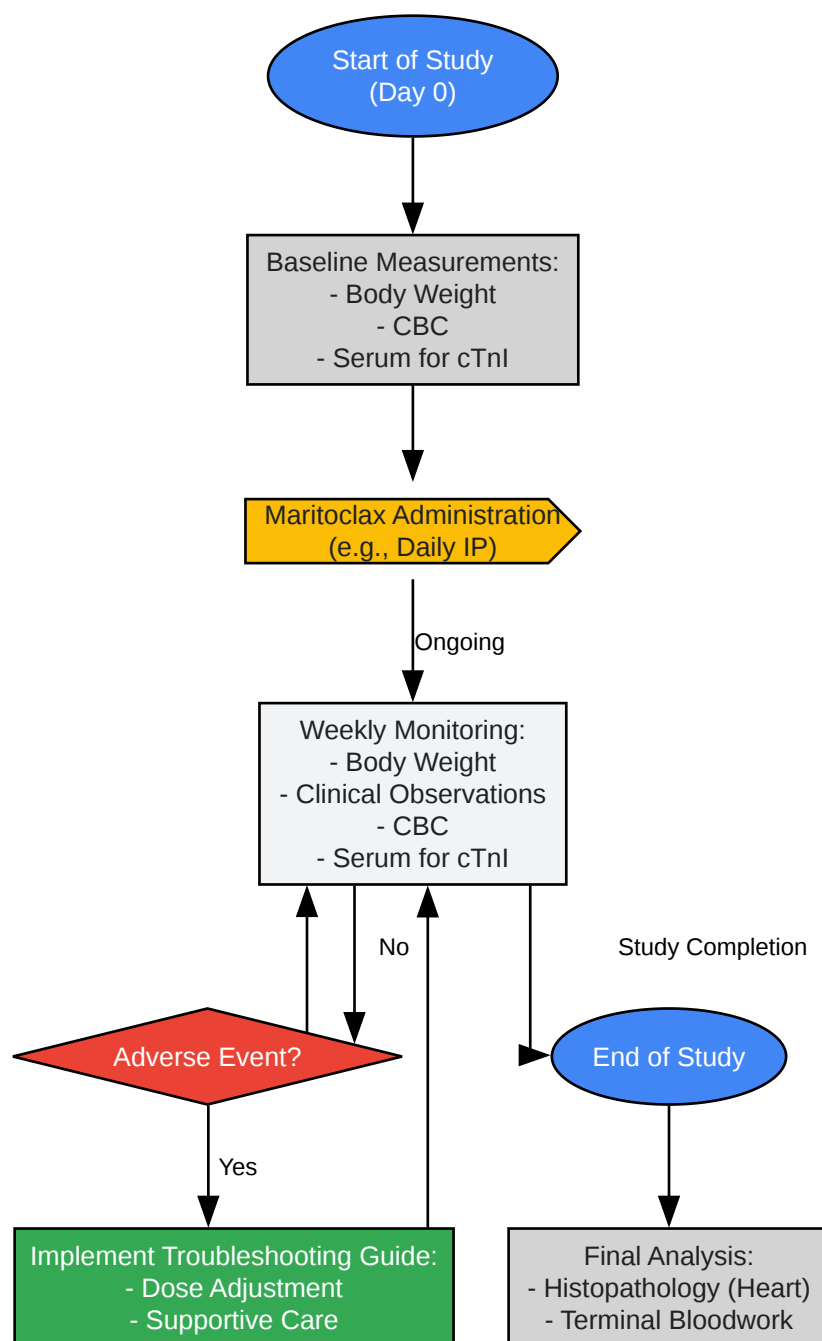 Start of Study
(Day 0)
Baseline Measurements:
- Body Weight
- CBC
- Serum for cTnI
Maritoclax Administration
(e.g., Daily IP)
Ongoing
Weekly Monitoring:
- Body Weight
- Clinical Observations
- CBC
- Serum for cTnI
No
Study Completion
Adverse Event?
End of Study
Yes
Implement Troubleshooting Guide:
- Dose Adjustment
- Supportive Care
Final Analysis:
- Histopathology (Heart)
- Terminal Bloodwork